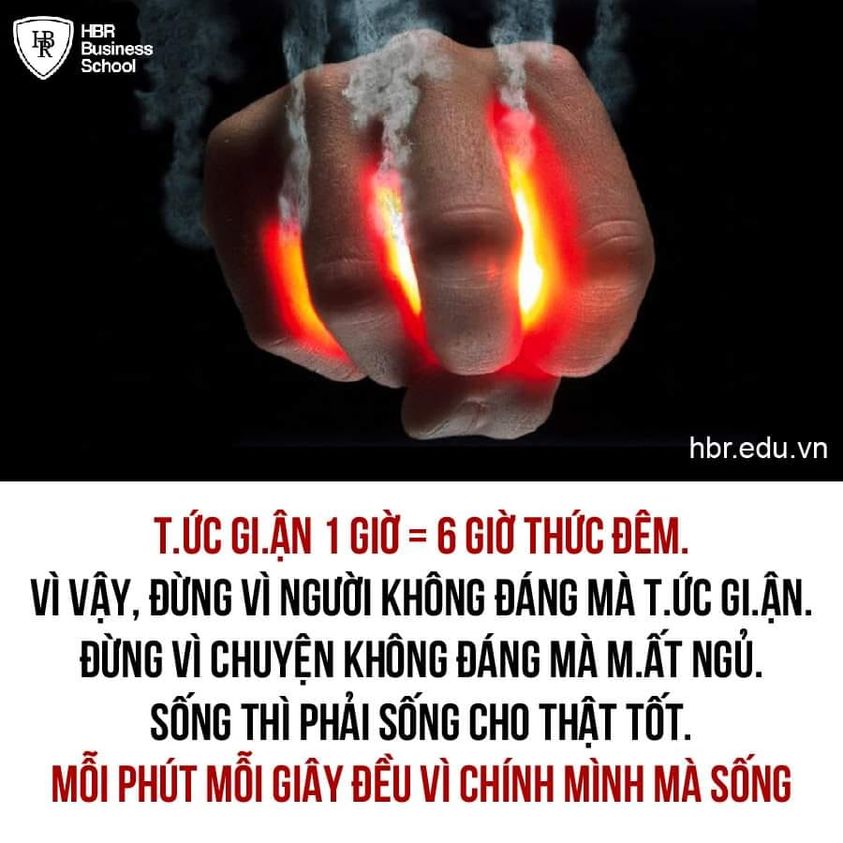 HBR
Business
School
hbr.edu.vn
T.ỨC GI.ẬN 1 GIỜ = 6 GIỜ THỨC ĐÊM.
VÌ VẬY, ĐỪNG VÌ NGƯỜI KHÔNG ĐÁNG MÀ T.ỨC GI.ẬN.
ĐỪNG VÌ CHUYỆN KHÔNG ĐÁNG MÀ M.ẤT NGỦ.
SỐNG THÌ PHẢI SỐNG CHO THẬT TỐT.
MỖI PHÚT MỖI GIÂY ĐỀU VÌ CHÍNH MÌNH MÀ SỐNG